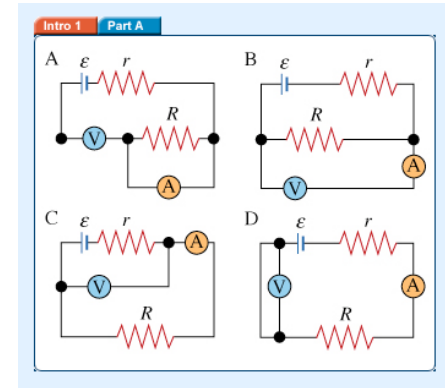 Intro 1 Part A
A ε r B ε r
R R
V A
A V
C ε r A D ε r
V V A
R R